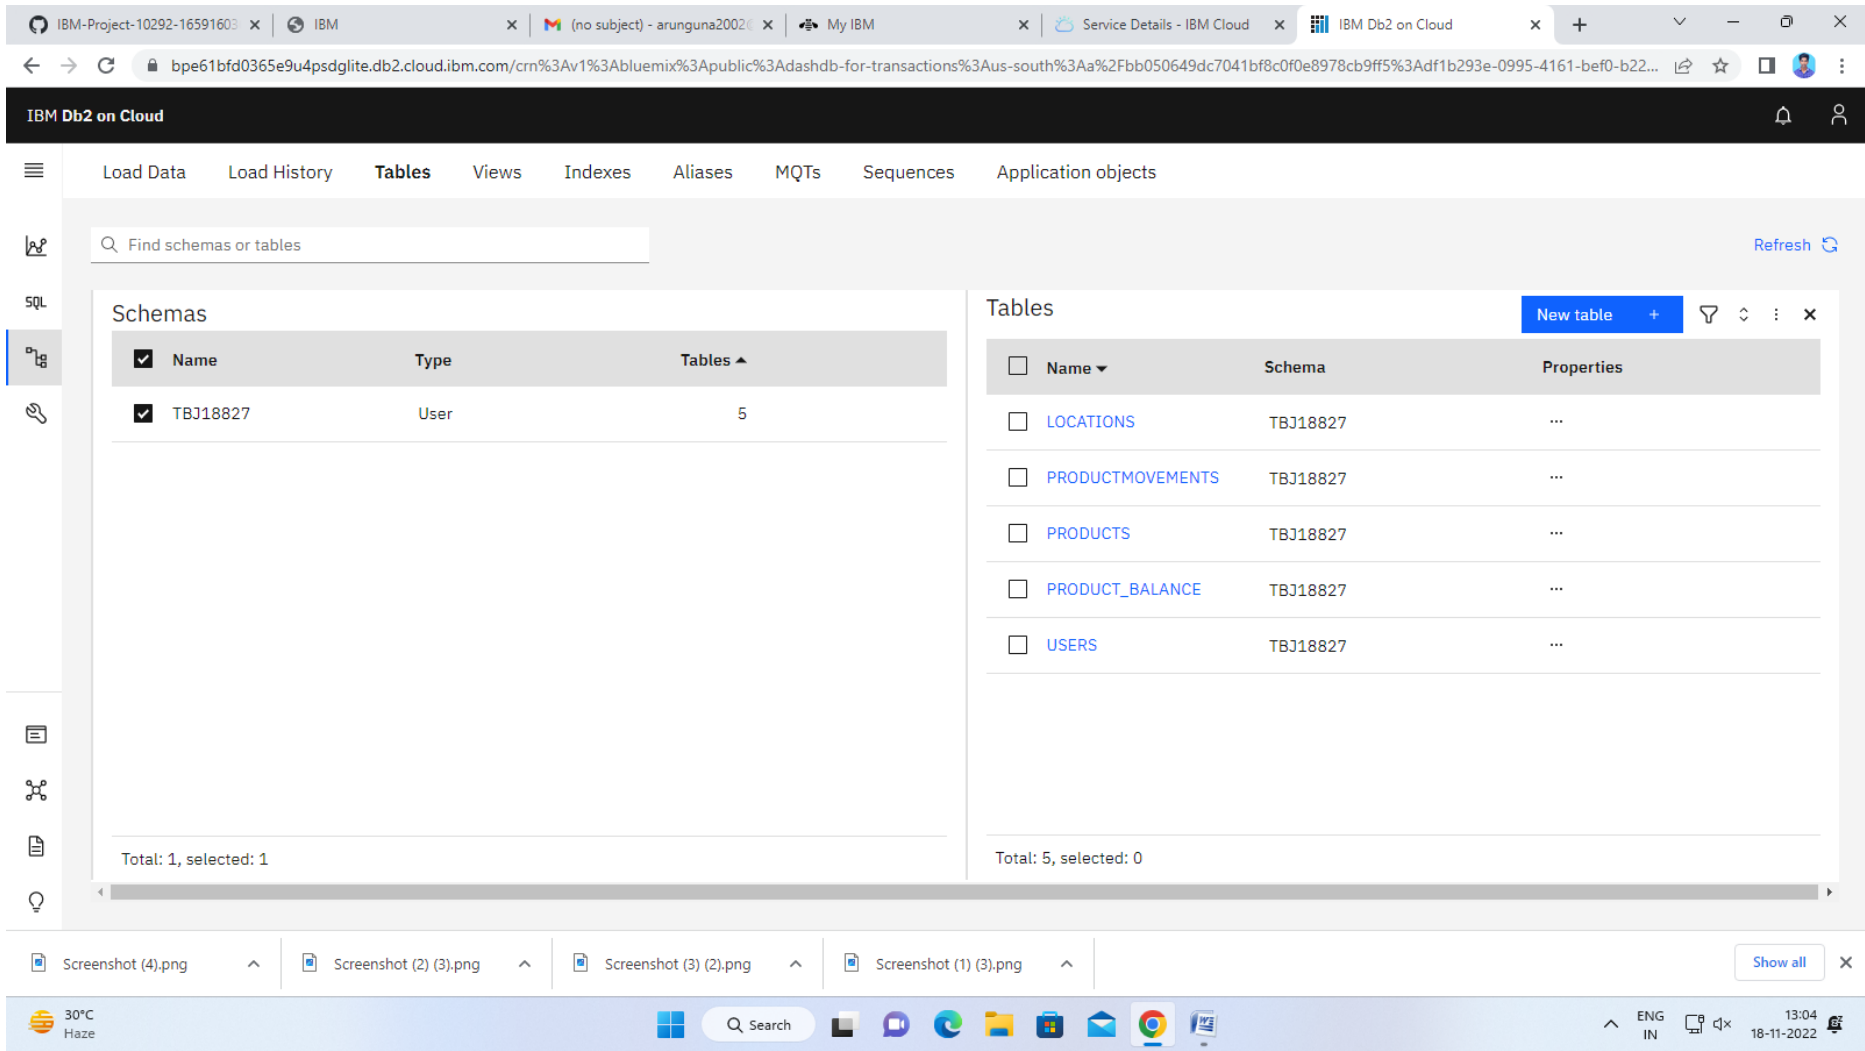 IBM-Project-10292-16591603
IBM
(no subject) - arunguna2002@
My IBM
Service Details - IBM Cloud
IBM Db2 on Cloud
bpe61bfd0365e9u4psdglite.db2.cloud.ibm.com/crn%3Av1%3Abluemix%3Apublic%3Adashdb-for-transactions%3Aus-south%3Aa%2Fbb050649dc7041bf8c0f0e8978cb9ff5%3Adf1b293e-0995-4161-bef0-b22...
IBM Db2 on Cloud
Load Data Load History Tables Views Indexes Aliases MQTs Sequences Application objects
Find schemas or tables
Refresh
SQL
Schemas
Name Type Tables
TBJ18827 User 5
Total: 1, selected: 1
Tables
New table +
Name Schema Properties
LOCATIONS TBJ18827 ...
PRODUCTMOVEMENTS TBJ18827 ...
PRODUCTS TBJ18827 ...
PRODUCT_BALANCE TBJ18827 ...
USERS TBJ18827 ...
Total: 5, selected: 0
Screenshot (4).png
Screenshot (2) (3).png
Screenshot (3) (2).png
Screenshot (1) (3).png
Show all
30°C
Haze
Search
ENG
IN
13:04
18-11-2022